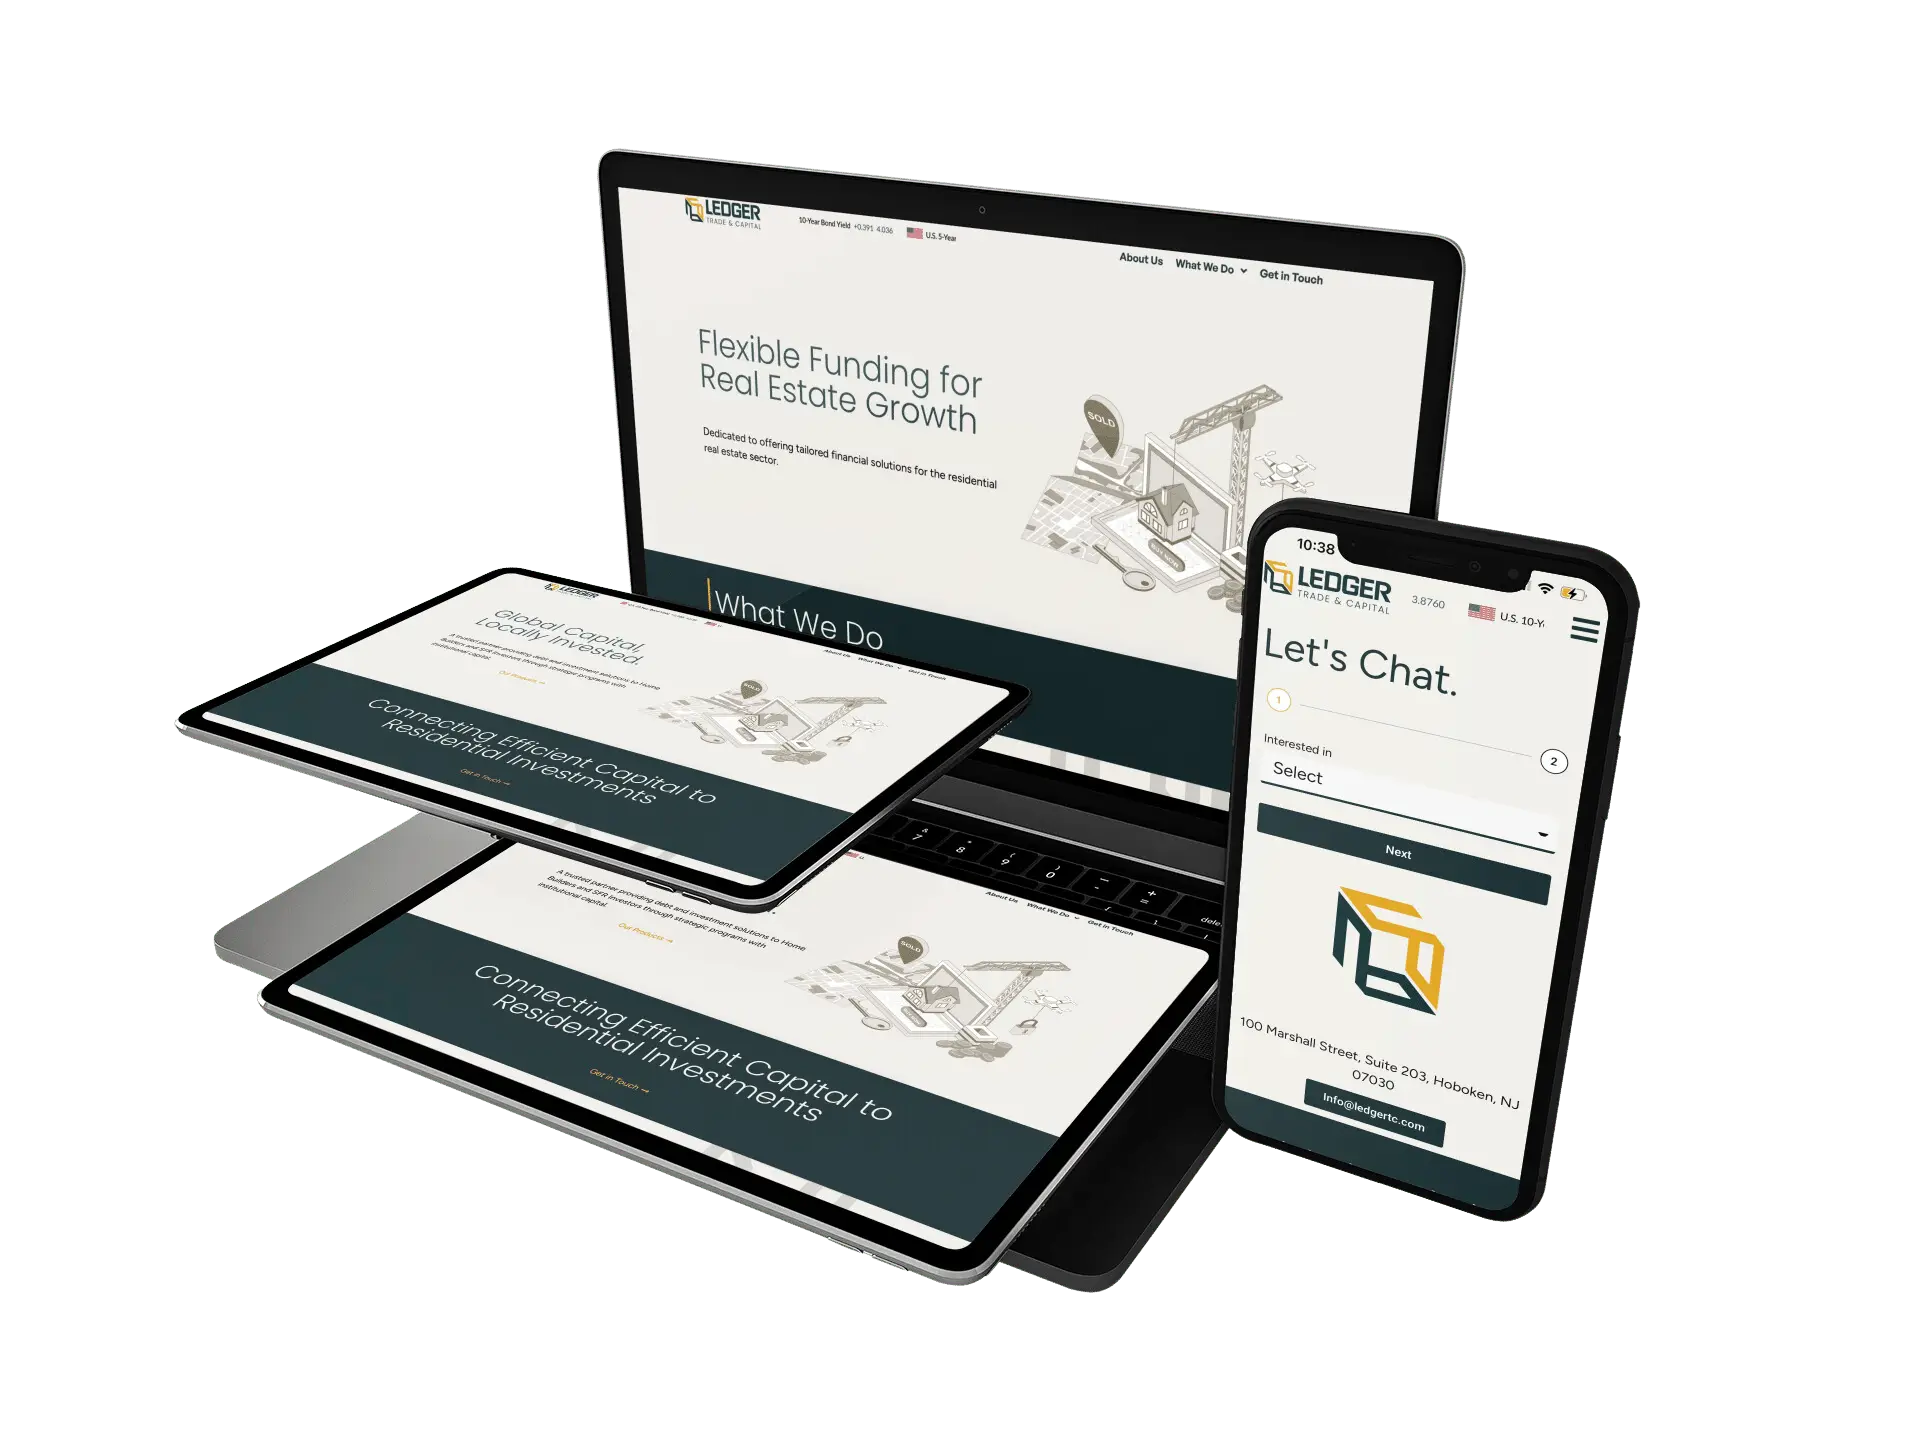 LEDGER
TRADE & CAPITAL
10-Year Bond Yield +0.391 4.036
U.S. 5-Year
About Us What We Do Get in Touch
Flexible Funding for
Real Estate Growth
Dedicated to offering tailored financial solutions for the residential
real estate sector.
SOLD
BUY NOW
What We Do
LEDGER
Global Capital,
Locally Invested.
A trusted partner providing debt and investment solutions to Home
Builders and SFR Investors through strategic programs with
institutional capital.
Our Products →
About Us What We Do Get in Touch
SOLD
Connecting Efficient Capital to
Residential Investments
Get in Touch →
& 7
* 8
( 9
) 0
_ -
+ =
dele
A trusted partner providing debt and investment solutions to Home
Builders and SFR Investors through strategic programs with
institutional capital.
Our Products →
About Us What We Do Get in Touch
SOLD
Connecting Efficient Capital to
Residential Investments
Get in Touch →
10:38
LEDGER
TRADE & CAPITAL
3.8760
U.S. 10-Y
Let's Chat.
1
2
Interested in
Select
Next
100 Marshall Street, Suite 203, Hoboken, NJ
07030
Info@ledgertc.com